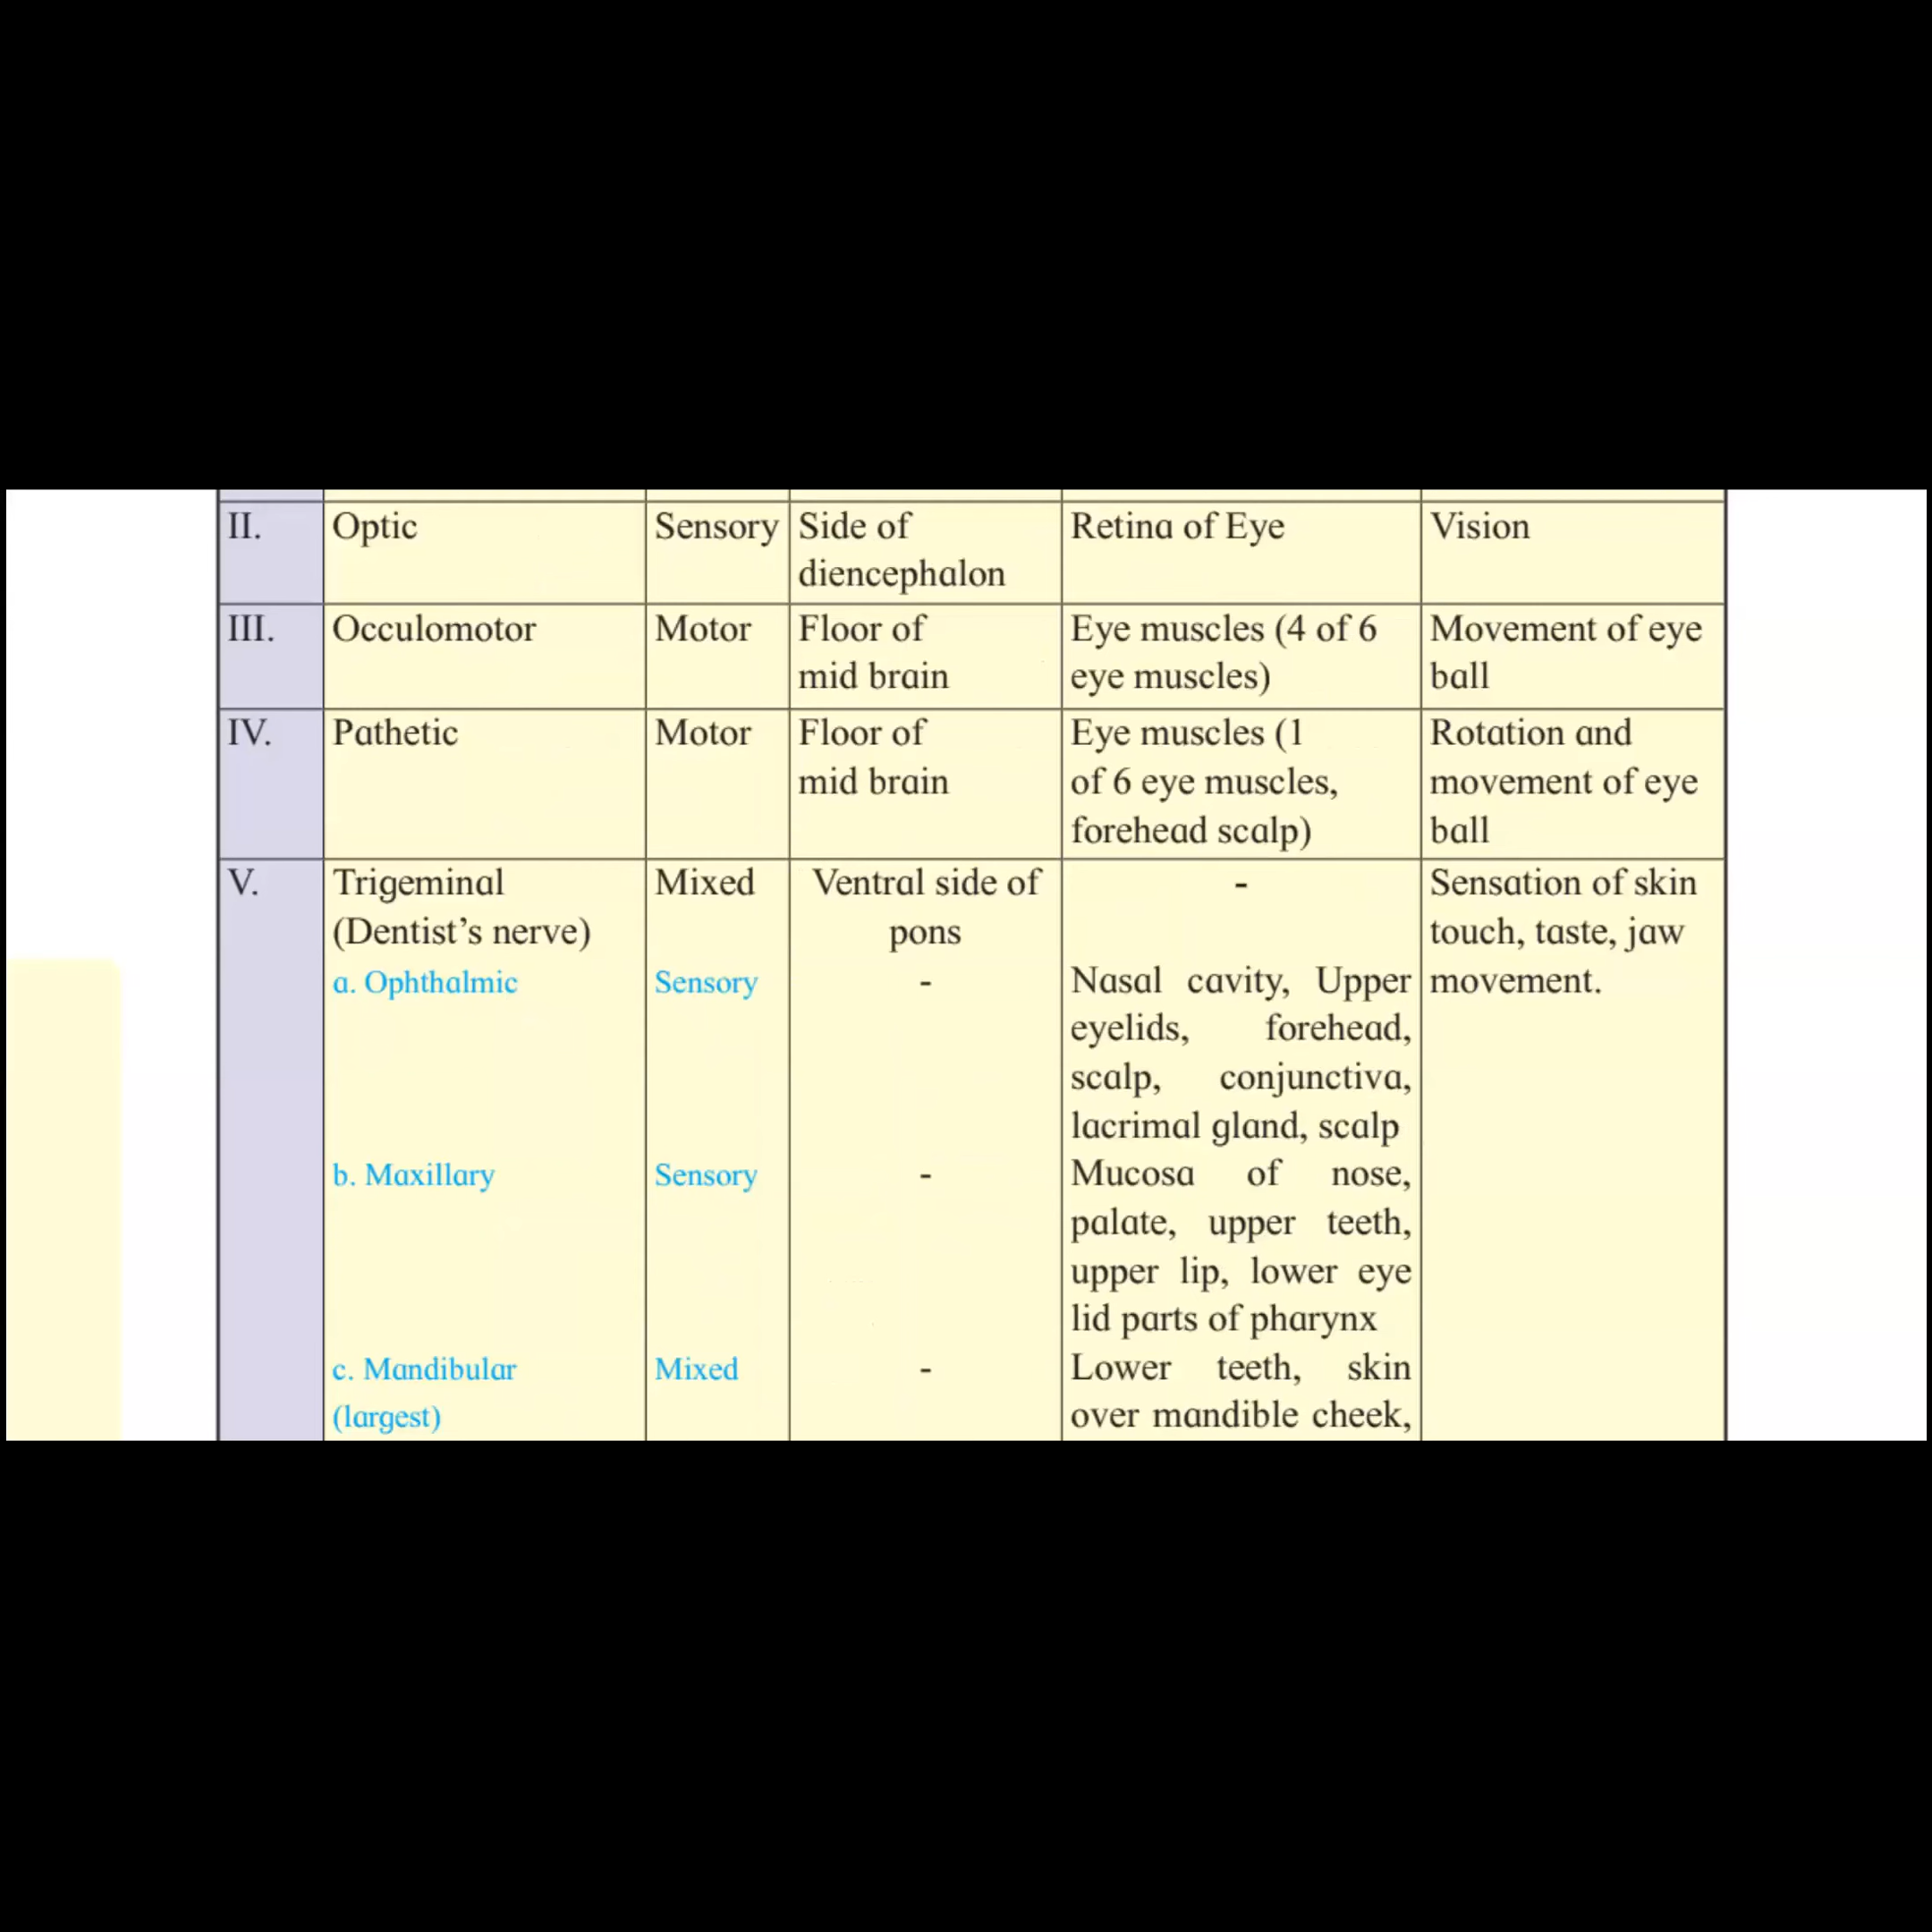 II.
Optic
Sensory
Side of
diencephalon
Retina of Eye
Vision
III.
Occulomotor
Motor
Floor of
mid brain
Eye muscles (4 of 6
eye muscles)
Movement of eye
ball
IV.
Pathetic
Motor
Floor of
mid brain
Eye muscles (1
of 6 eye muscles,
forehead scalp)
Rotation and
movement of eye
ball
V.
Trigeminal
(Dentist's nerve)
Mixed
Ventral side of
pons
-
Sensation of skin
touch, taste, jaw
movement.
a. Ophthalmic
Sensory
-
Nasal cavity, Upper
eyelids, forehead,
scalp, conjunctiva,
lacrimal gland, scalp
b. Maxillary
Sensory
-
Mucosa of nose,
palate, upper teeth,
upper lip, lower eye
lid parts of pharynx
c. Mandibular
(largest)
Mixed
-
Lower teeth, skin
over mandible cheek,